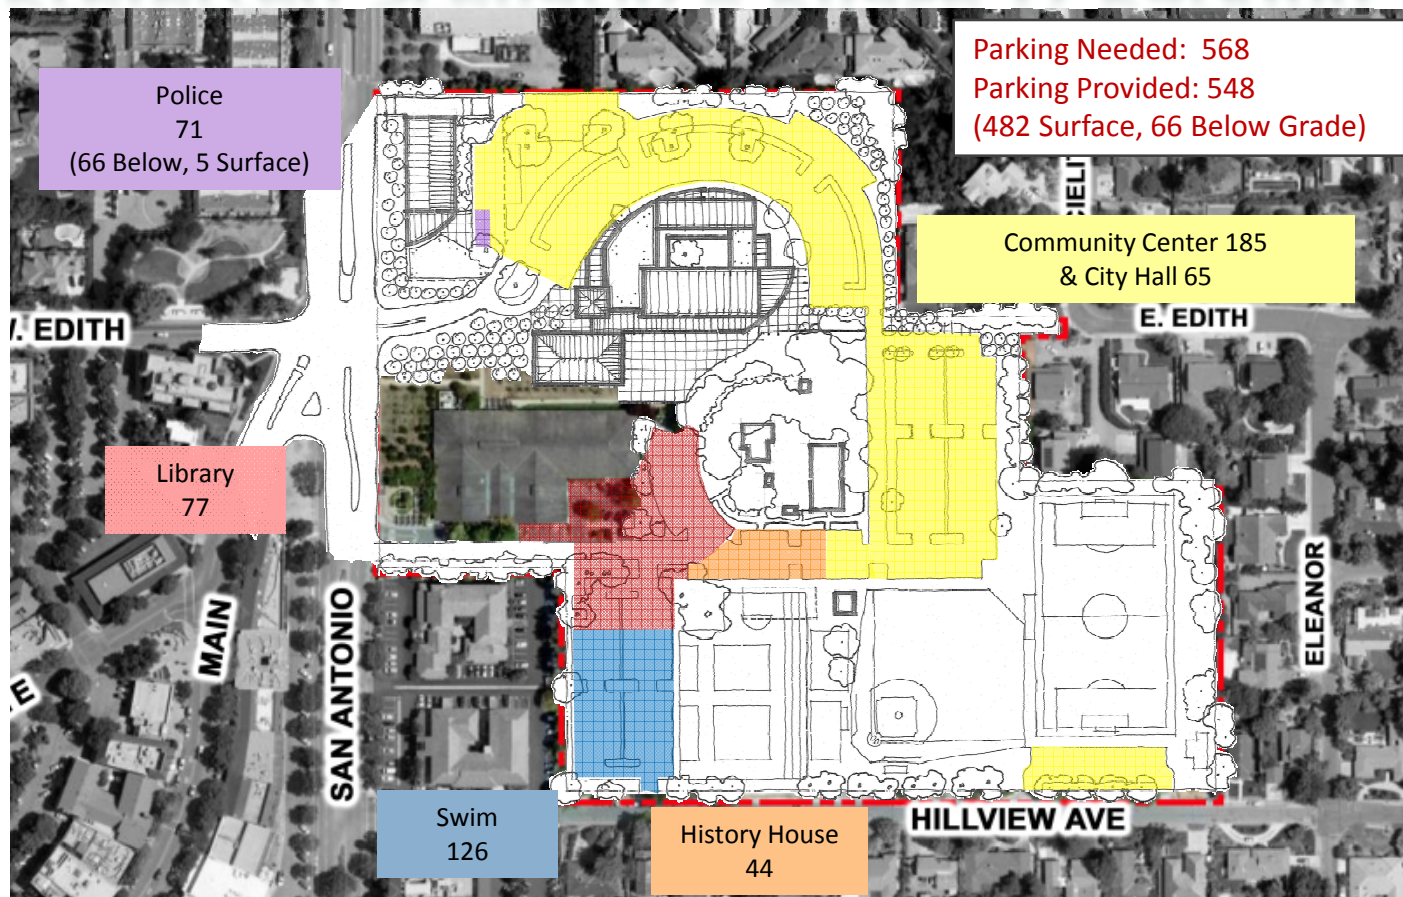 Parking Needed: 568
Parking Provided: 548
(482 Surface, 66 Below Grade)
Police
71
(66 Below, 5 Surface)
CIELIT
Community Center 185
& City Hall 65
W. EDITH
E. EDITH
Library
77
MAIN
SAN ANTONIO
ELEANOR
E
Swim
126
History House
44
HILLVIEW AVE